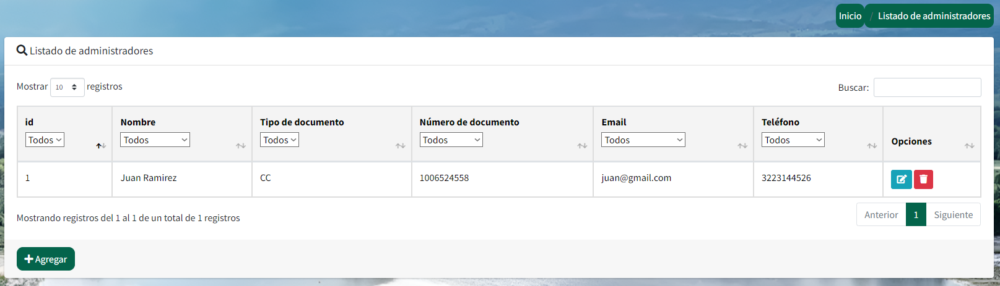 Inicio / Listado de administradores
Listado de administradores
Mostrar 10 registros
Buscar:
id Nombre Tipo de documento Número de documento Email Teléfono Opciones
Todos Todos Todos Todos Todos Todos
1 Juan Ramirez CC 1006524558 juan@gmail.com 3223144526
Mostrando registros del 1 al 1 de un total de 1 registros
Anterior 1 Siguiente
Agregar